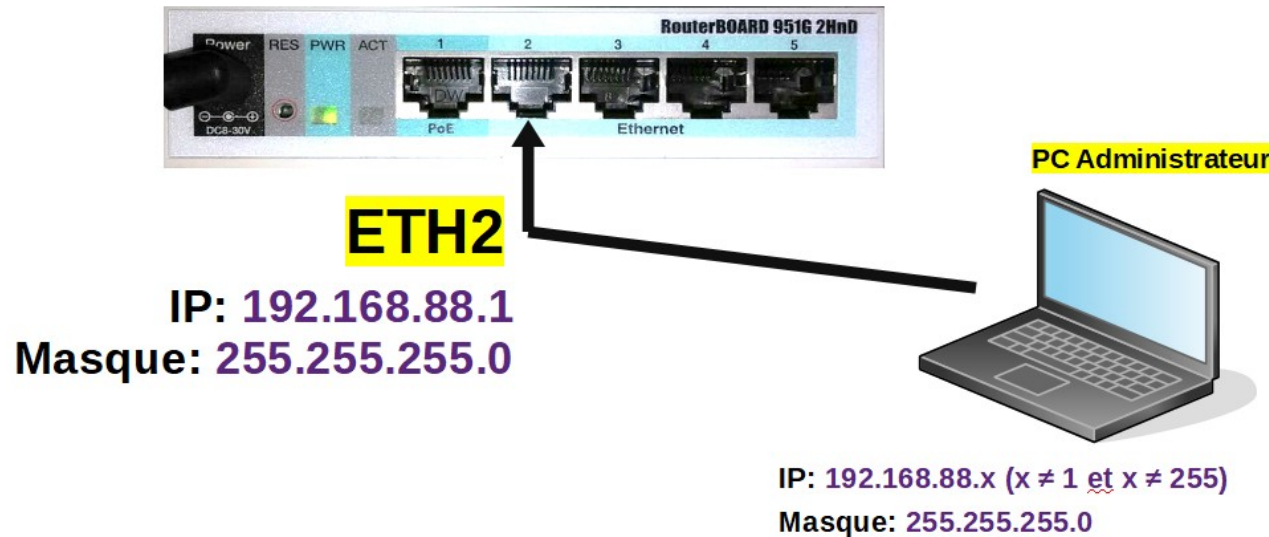 RouterBOARD 951G 2HnD
Power RES PWR ACT 1 2 3 4 5
DC8-30V
PoE
Ethernet
PC Administrateur
ETH2
IP: 192.168.88.1
Masque: 255.255.255.0
IP: 192.168.88.x (x ≠ 1 et x ≠ 255)
Masque: 255.255.255.0